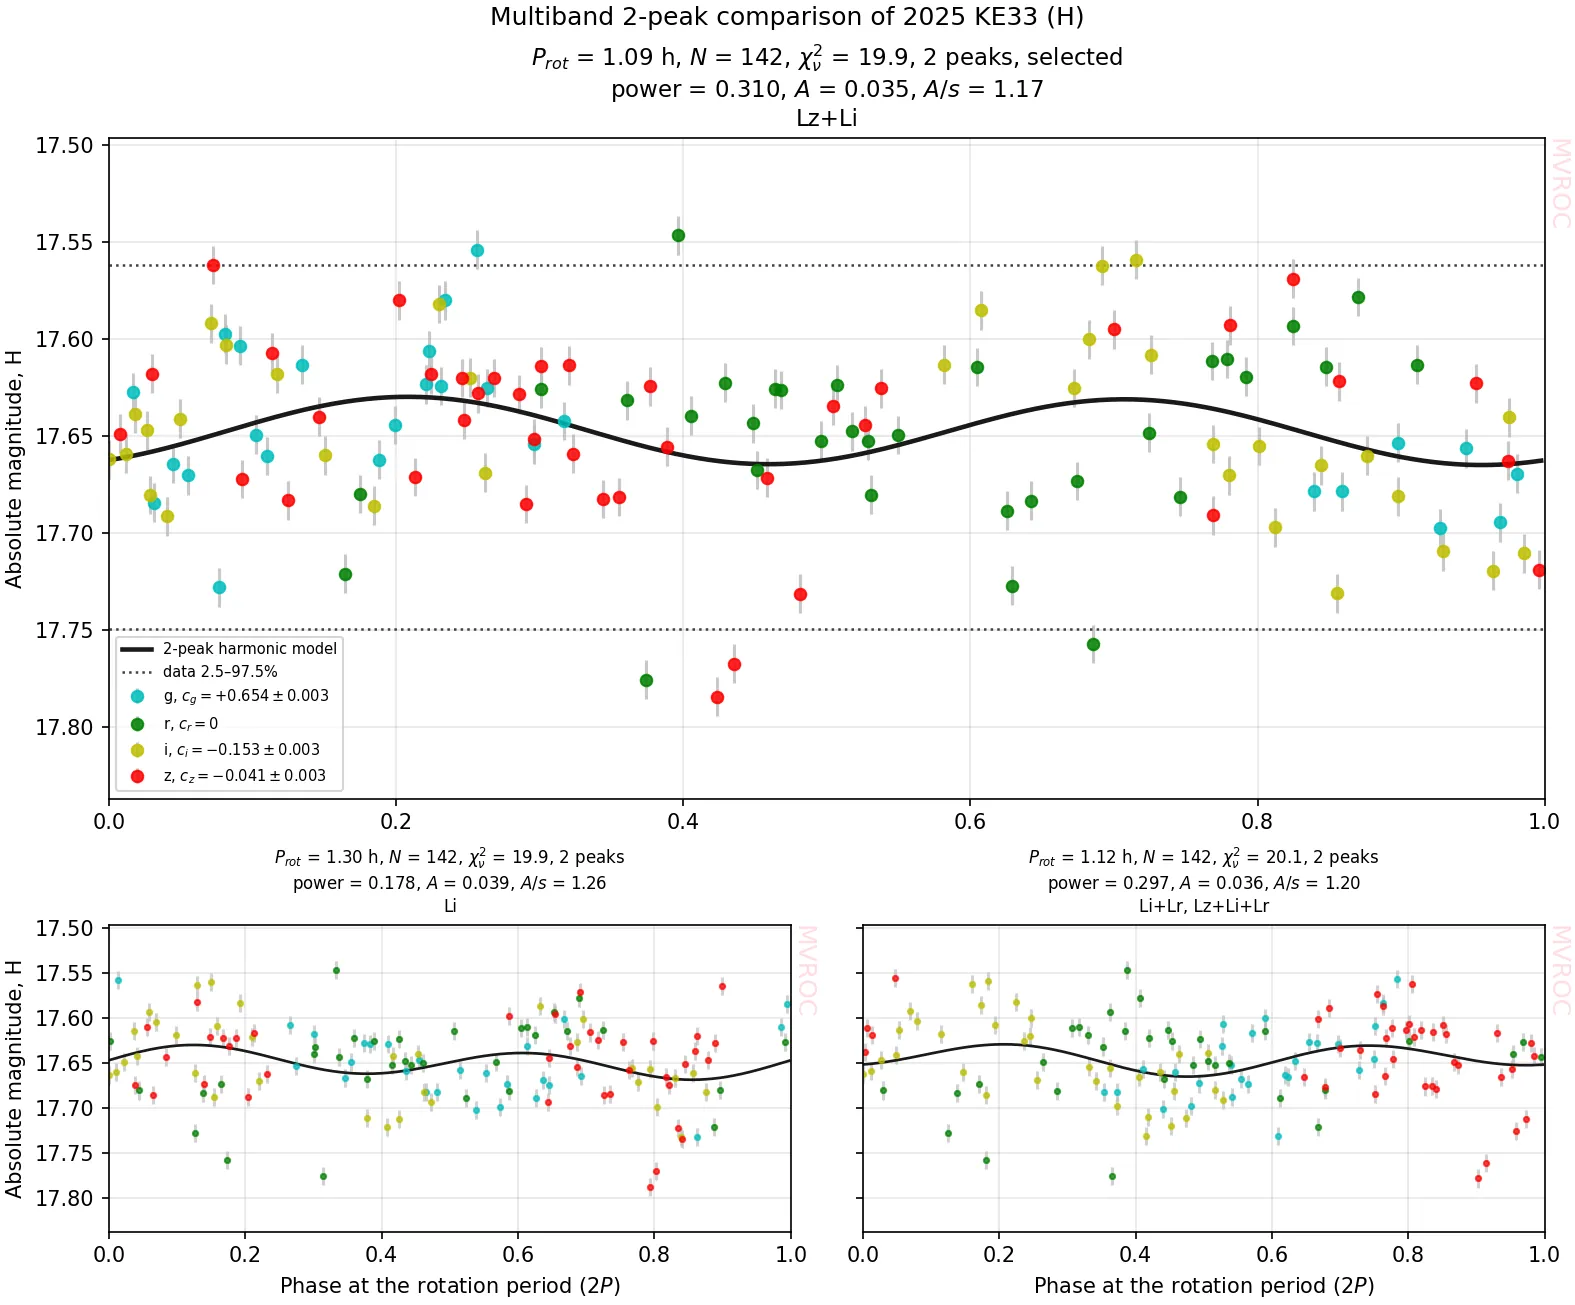 Multiband 2-peak comparison of 2025 KE33 (H)
P_rot = 1.09 h, N = 142, χ²_ν = 19.9, 2 peaks, selected
power = 0.310, A = 0.035, A/s = 1.17
Lz+Li
17.50
17.55
17.60
17.65
17.70
17.75
17.80
Absolute magnitude, H
MVROC
2-peak harmonic model
data 2.5–97.5%
g, c_g = +0.654 ± 0.003
r, c_r = 0
i, c_i = −0.153 ± 0.003
z, c_z = −0.041 ± 0.003
0.0 0.2 0.4 0.6 0.8 1.0
P_rot = 1.30 h, N = 142, χ²_ν = 19.9, 2 peaks
power = 0.178, A = 0.039, A/s = 1.26
Li
17.50
17.55
17.60
17.65
17.70
17.75
17.80
Absolute magnitude, H
MVROC
0.0 0.2 0.4 0.6 0.8 1.0
Phase at the rotation period (2P)
P_rot = 1.12 h, N = 142, χ²_ν = 20.1, 2 peaks
power = 0.297, A = 0.036, A/s = 1.20
Li+Lr, Lz+Li+Lr
MVROC
0.0 0.2 0.4 0.6 0.8 1.0
Phase at the rotation period (2P)